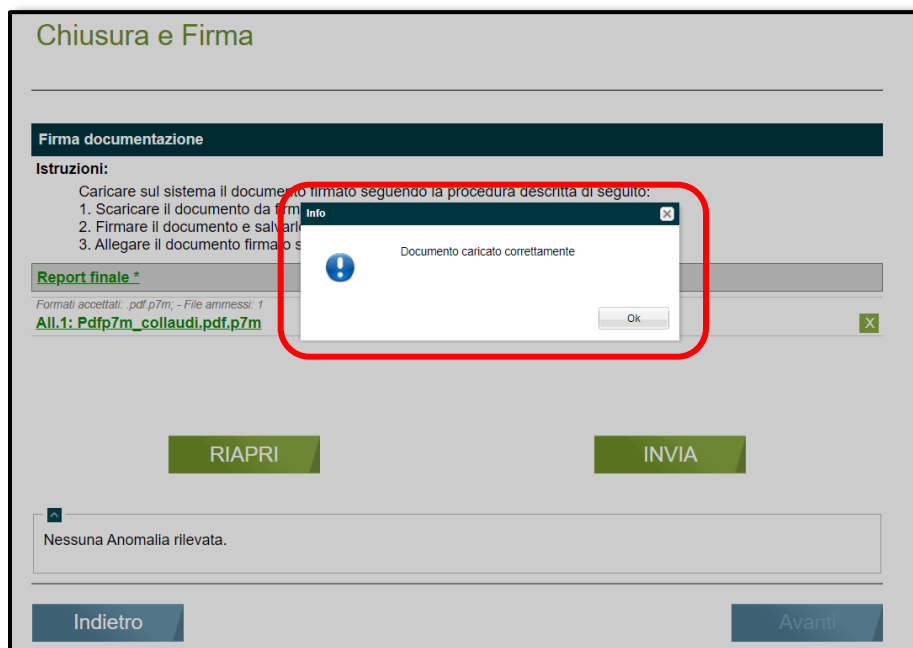 Chiusura e Firma
Firma documentazione
Istruzioni:
Caricare sul sistema il documento firmato seguendo la procedura descritta di seguito:
1. Scaricare il documento da
2. Firmare il documento e
3. Allegare il documento firmato
Info
Documento caricato correttamente
Ok
Report finale *
Formati accettati: .pdf.p7m; - File ammessi: 1
All.1: Pdfp7m_collaudi.pdf.p7m
X
RIAPRI
INVIA
Nessuna Anomalia rilevata.
Indietro
Avanti